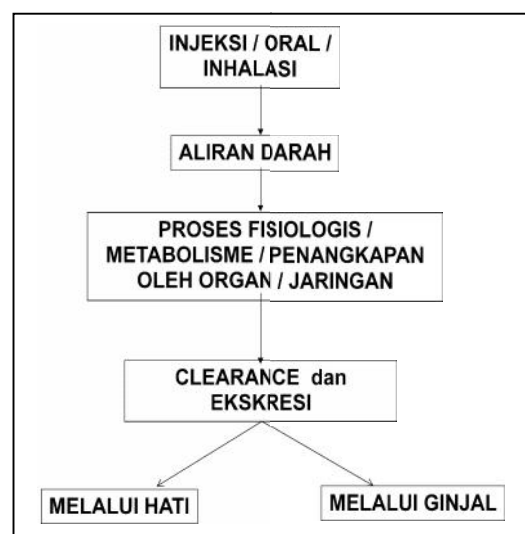 INJEKSI / ORAL /
INHALASI
ALIRAN DARAH
PROSES FISIOLOGIS /
METABOLISME / PENANGKAPAN
OLEH ORGAN / JARINGAN
CLEARANCE dan
EKSKRESI
MELALUI HATI
MELALUI GINJAL